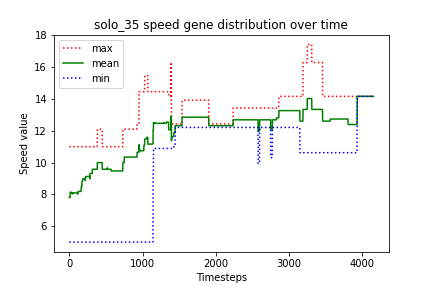 solo_35 speed gene distribution over time
18
16
14
12
10
8
6
Speed value
max
mean
min
0
1000
2000
3000
4000
Timesteps